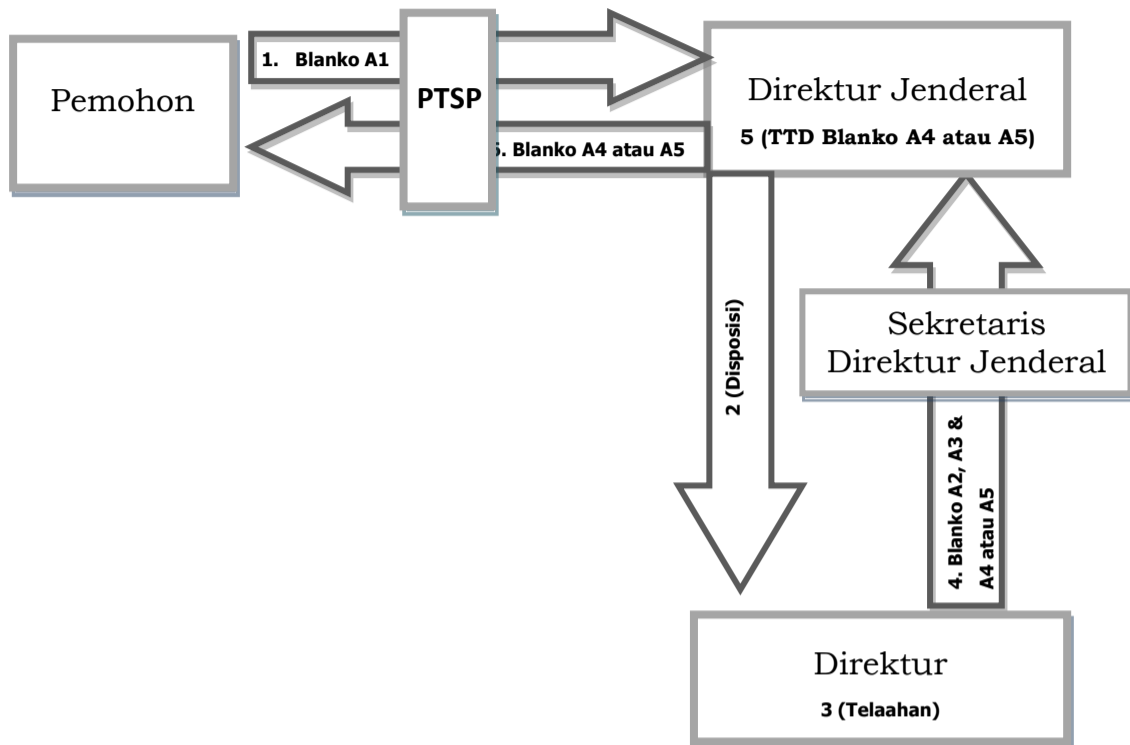 Pemohon
1. Blanko A1
PTSP
Direktur Jenderal
5 (TTD Blanko A4 atau A5)
. Blanko A4 atau A5
2 (Disposisi)
Sekretaris
Direktur Jenderal
4. Blanko A2, A3 &
A4 atau A5
Direktur
3 (Telaahan)